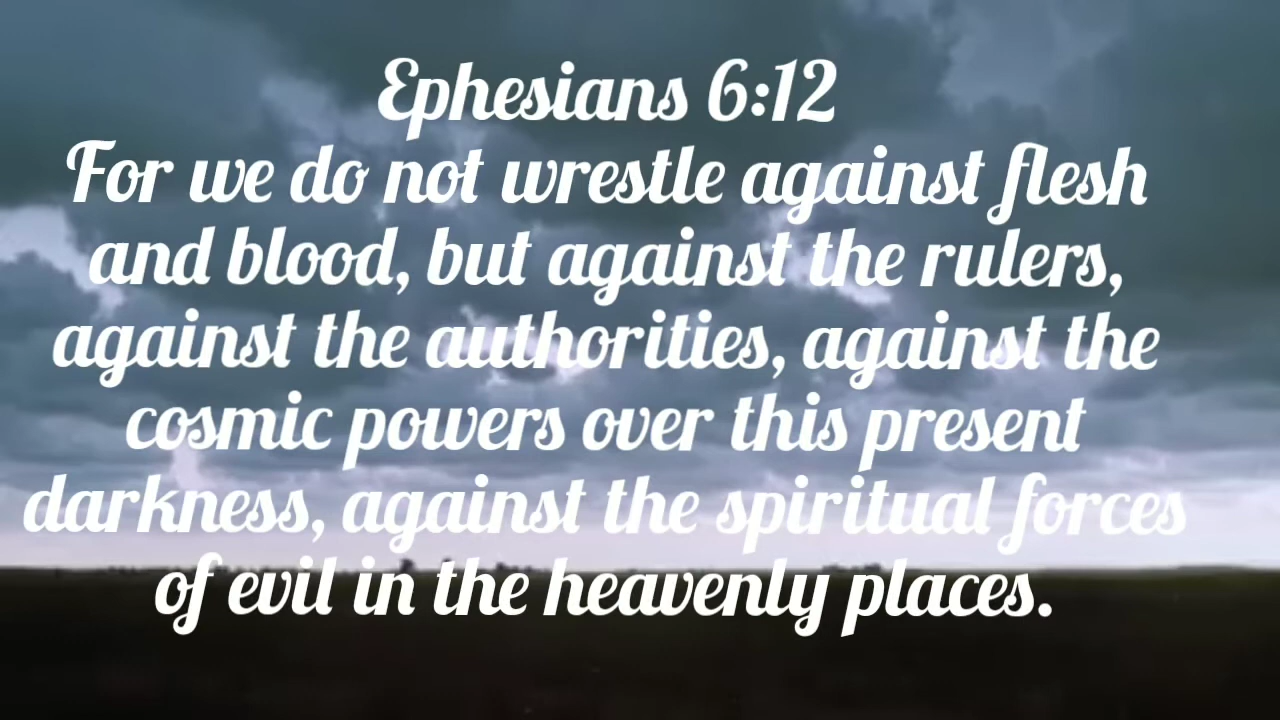 Ephesians 6:12
For we do not wrestle against flesh
and blood, but against the rulers,
against the authorities, against the
cosmic powers over this present
darkness, against the spiritual forces
of evil in the heavenly places.